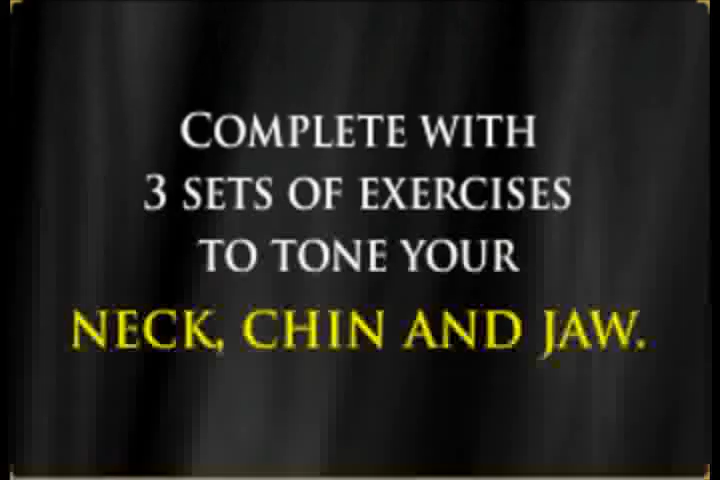 COMPLETE WITH
3 SETS OF EXERCISES
TO TONE YOUR
NECK, CHIN AND JAW.